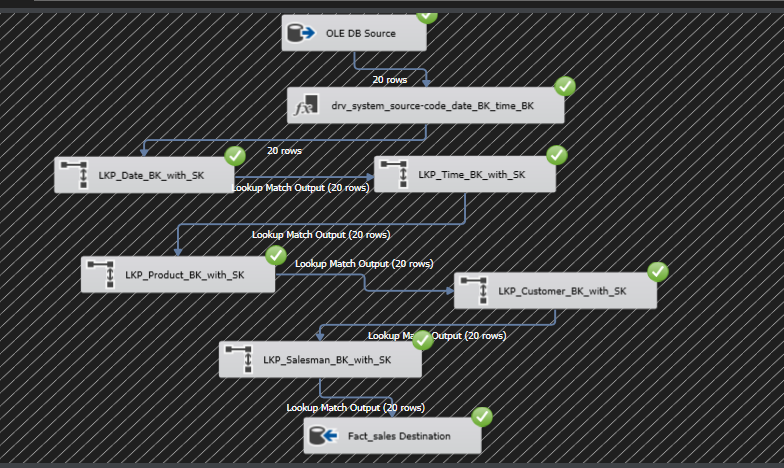 OLE DB Source
20 rows
drv_system_source-code_date_BK_time_BK
20 rows
LKP_Date_BK_with_SK
LKP_Time_BK_with_SK
Lookup Match Output (20 rows)
Lookup Match Output (20 rows)
LKP_Product_BK_with_SK
Lookup Match Output (20 rows)
LKP_Customer_BK_with_SK
Lookup Match Output (20 rows)
LKP_Salesman_BK_with_SK
Lookup Match Output (20 rows)
Fact_sales Destination